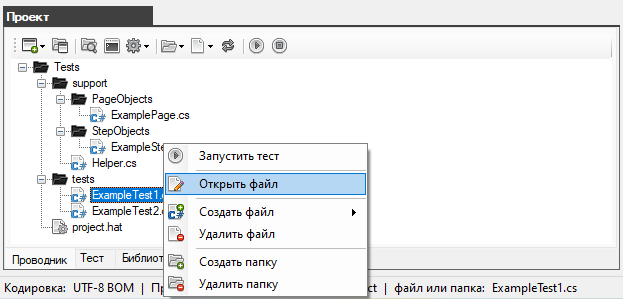 Проект
Tests
support
PageObjects
ExamplePage.cs
StepObjects
ExampleSte
Helper.cs
tests
ExampleTest1.
ExampleTest2.
project.hat
Запустить тест
Открыть файл
Создать файл
Удалить файл
Создать папку
Удалить папку
Проводник Тест Библиот
Кодировка: UTF-8 BOM | Пр ct | файл или папка: ExampleTest1.cs